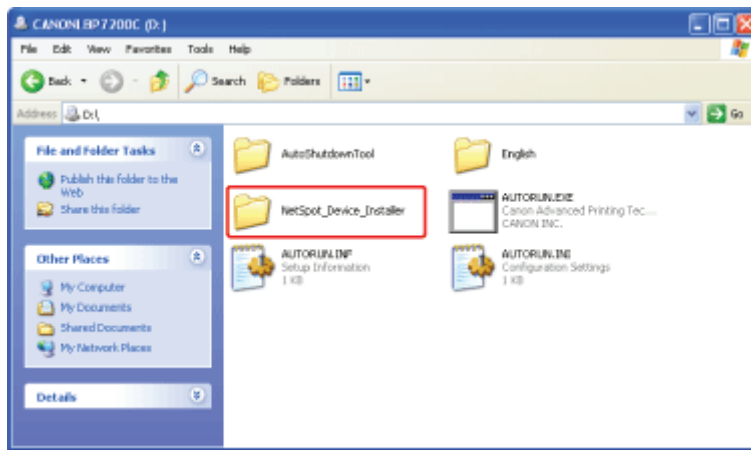 CANONLBP7200C (D:)
File Edit View Favorites Tools Help
Back Search Folders
Address D:\ Go
File and Folder Tasks
Publish this folder to the
Web
Share this folder
Other Places
My Computer
My Documents
Shared Documents
My Network Places
Details
AutoShutdownTool
English
NetSpot_Device_Installer
AUTORUN.EXE
Canon Advanced Printing Tec...
CANON INC.
AUTORUN.INF
Setup Information
1 KB
AUTORUN.INI
Configuration Settings
1 KB